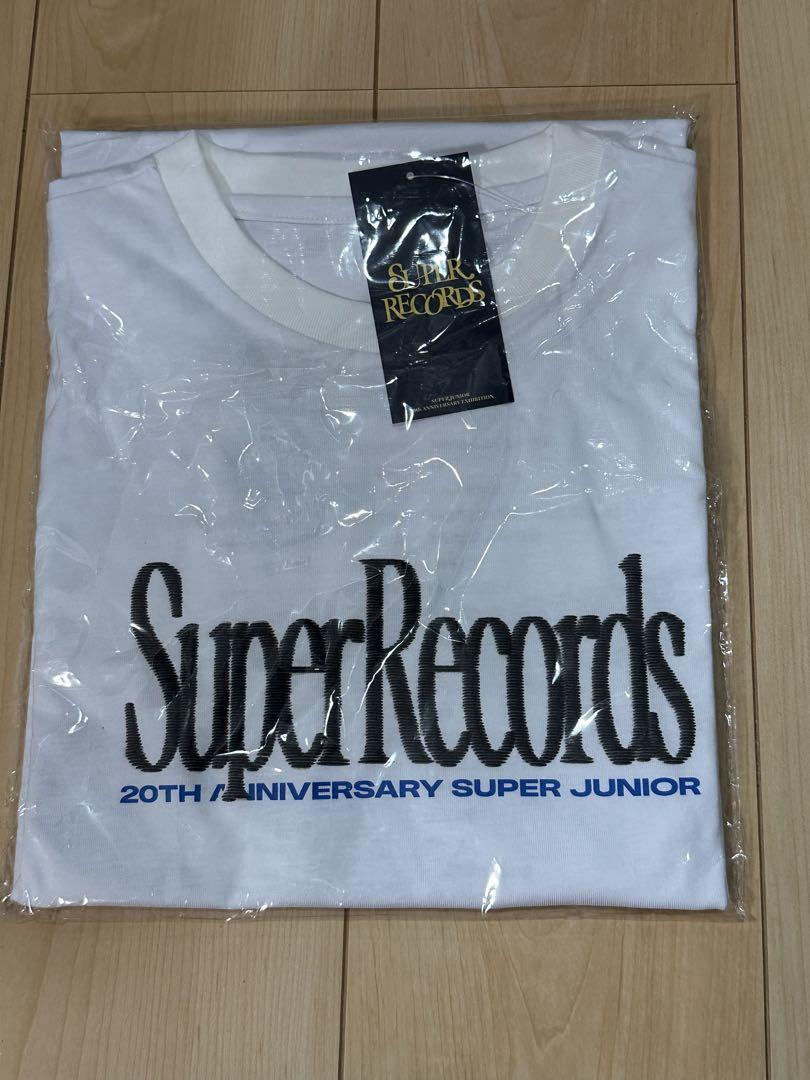 SUPER
RECORDS
SUPER JUNIOR
ANNIVERSARY EXHIBITION
SuperRecords
20TH ANNIVERSARY SUPER JUNIOR